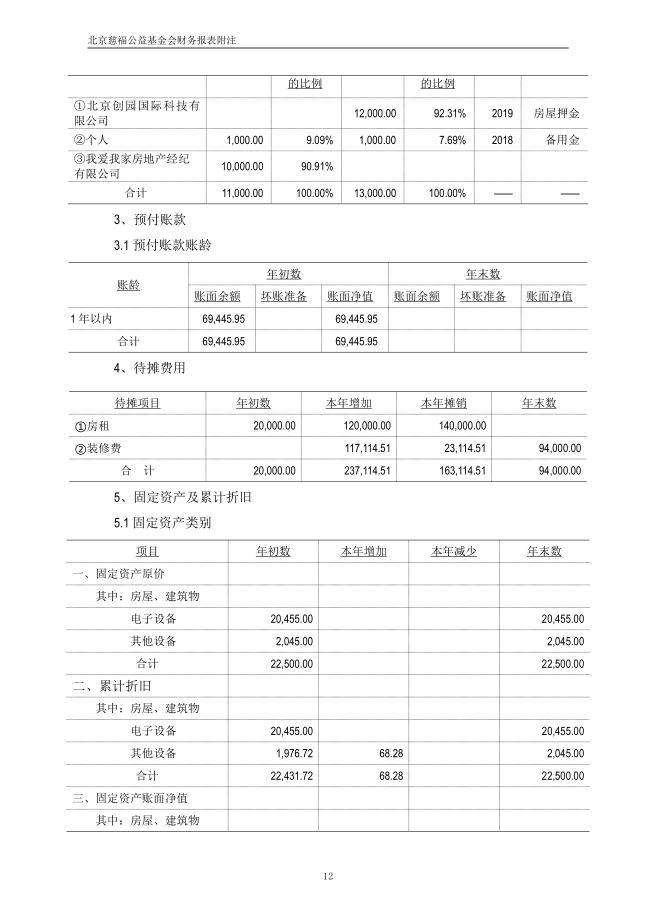 北京慈福公益基金会财务报表附注
的比例 的比例
①北京创园国际科技有
限公司 12,000.00 92.31% 2019 房屋押金
②个人 1,000.00 9.09% 1,000.00 7.69% 2018 备用金
③我爱我家房地产经纪
有限公司 10,000.00 90.91%
合计 11,000.00 100.00% 13,000.00 100.00% —— ——
3、预付账款
3.1 预付账款账龄
账龄 年初数 年末数
账面余额 坏账准备 账面净值 账面余额 坏账准备 账面净值
1 年以内 69,445.95 69,445.95
合计 69,445.95 69,445.95
4、待摊费用
待摊项目 年初数 本年增加 本年摊销 年末数
①房租 20,000.00 120,000.00 140,000.00
②装修费 117,114.51 23,114.51 94,000.00
合 计 20,000.00 237,114.51 163,114.51 94,000.00
5、固定资产及累计折旧
5.1 固定资产类别
项目 年初数 本年增加 本年减少 年末数
一、固定资产原价
其中：房屋、建筑物
电子设备 20,455.00 20,455.00
其他设备 2,045.00 2,045.00
合计 22,500.00 22,500.00
二、累计折旧
其中：房屋、建筑物
电子设备 20,455.00 20,455.00
其他设备 1,976.72 68.28 2,045.00
合计 22,431.72 68.28 22,500.00
三、固定资产账面净值
其中：房屋、建筑物
12